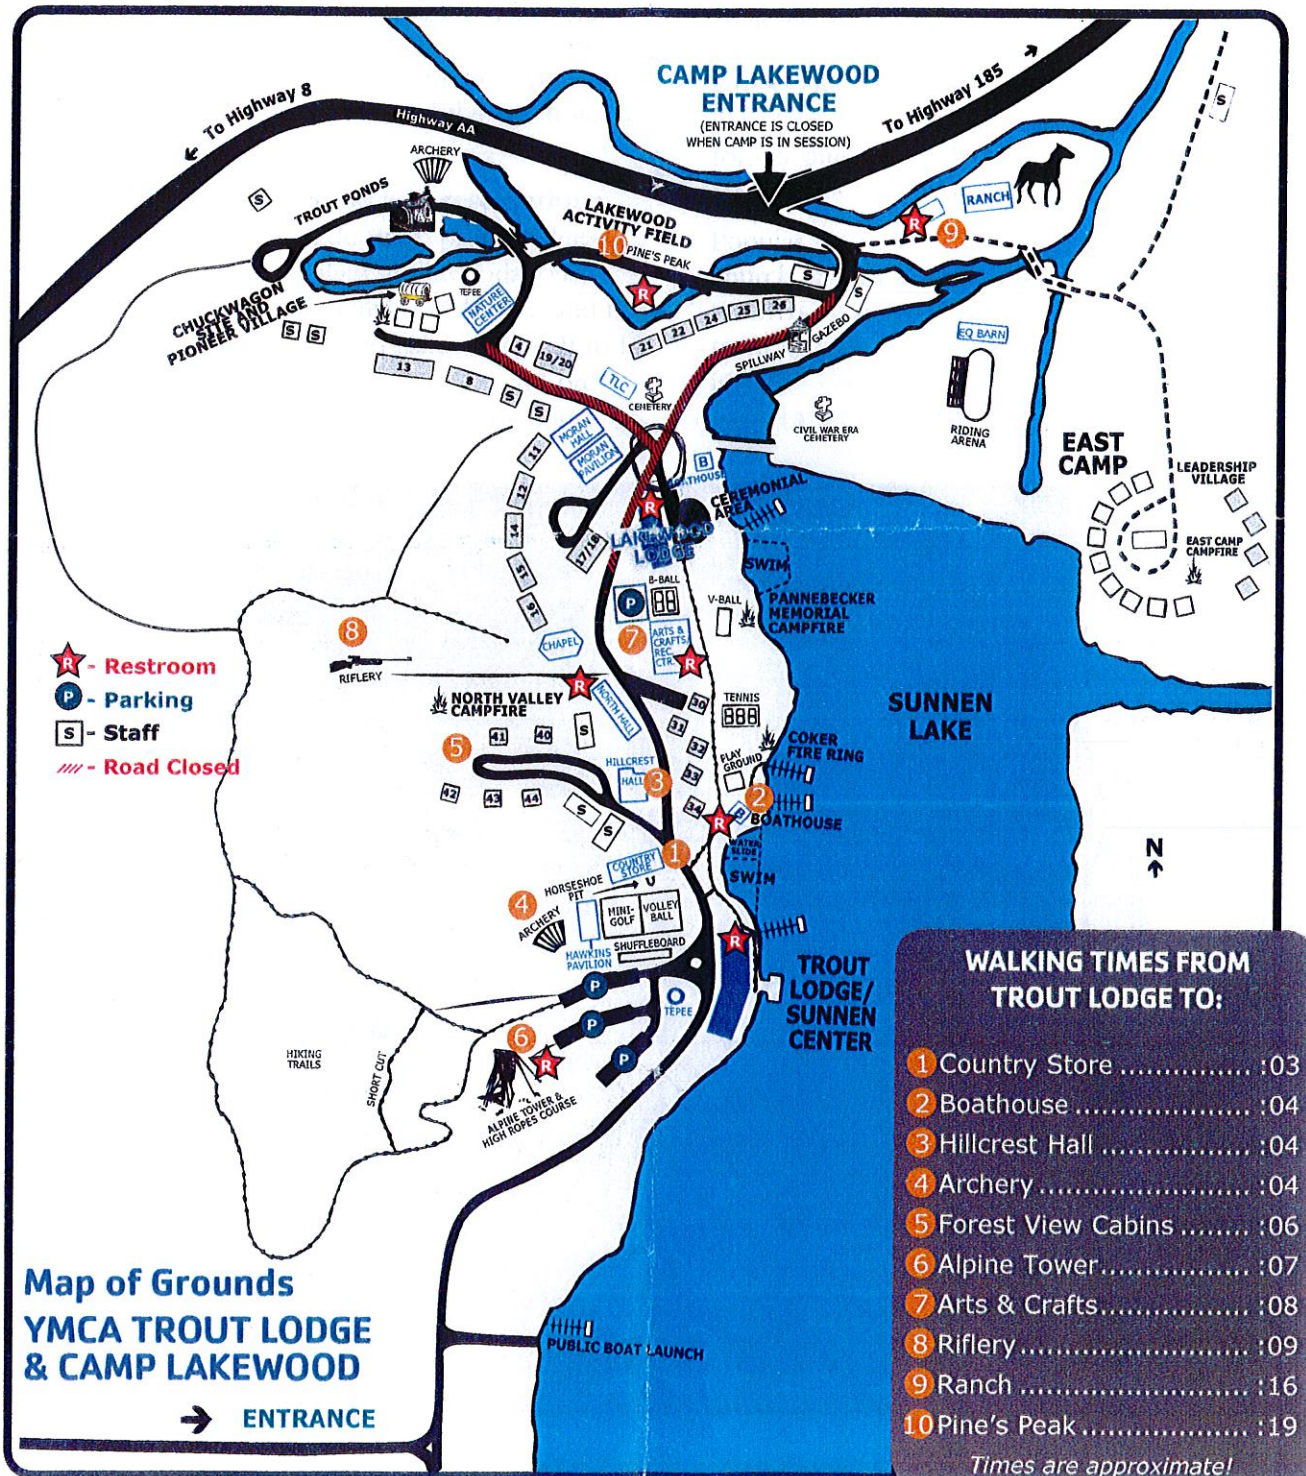 CAMP LAKEWOOD
ENTRANCE
(ENTRANCE IS CLOSED
WHEN CAMP IS IN SESSION)
To Highway 8
Highway AA
To Highway 185
ARCHERY
TROUT PONDS
S
S
LAKEWOOD
ACTIVITY FIELD
10
PINE'S PEAK
R
RANCH
R
9
CHUCKWAGON
SITE AND
PIONEER VILLAGE
TEPEE
NATURE
CENTER
S
S
S
S
4
19/20
21
22
24
25
26
SPILLWAY
GAZEBO
EQ BARN
13
8
S
S
TLC
CEMETERY
CIVIL WAR ERA
CEMETERY
RIDING
ARENA
EAST
CAMP
LEADERSHIP
VILLAGE
EAST CAMP
CAMPFIRE
MORAN
HALL
MORAN
PAVILION
11
12
14
15
16
17/18
B
BOATHOUSE
CEREMONIAL
AREA
R
LAKEWOOD
LODGE
SWIM
P
B-BALL
V-BALL
PANNEBECKER
MEMORIAL
CAMPFIRE
7
ARTS &
CRAFTS/
REC.
CTR.
R
CHAPEL
8
RIFLERY
R - Restroom
P - Parking
S - Staff
//// - Road Closed
NORTH VALLEY
CAMPFIRE
R
NORTH HALL
S
30
31
32
33
34
TENNIS
SUNNEN
LAKE
5
41
40
42
43
44
S
S
HILLCREST
HALL
3
PLAY
GROUND
COKER
FIRE RING
2
B
BOATHOUSE
R
WATER
SLIDE
SWIM
N
1
COUNTRY
STORE
HORSESHOE
PIT
4
ARCHERY
MINI-
GOLF
VOLLEY
BALL
HAWKINS
PAVILION
SHUFFLEBOARD
R
TROUT
LODGE/
SUNNEN
CENTER
TEPEE
P
P
P
6
R
ALPINE TOWER &
HIGH ROPES COURSE
HIKING
TRAILS
SHORT CUT
PUBLIC BOAT LAUNCH
Map of Grounds
YMCA TROUT LODGE
& CAMP LAKEWOOD
ENTRANCE
WALKING TIMES FROM
TROUT LODGE TO:
1 Country Store ............... :03
2 Boathouse .................... :04
3 Hillcrest Hall ................. :04
4 Archery ........................ :04
5 Forest View Cabins ........ :06
6 Alpine Tower.................. :07
7 Arts & Crafts.................. :08
8 Riflery .......................... :09
9 Ranch ........................... :16
10 Pine's Peak ................... :19
Times are approximate!